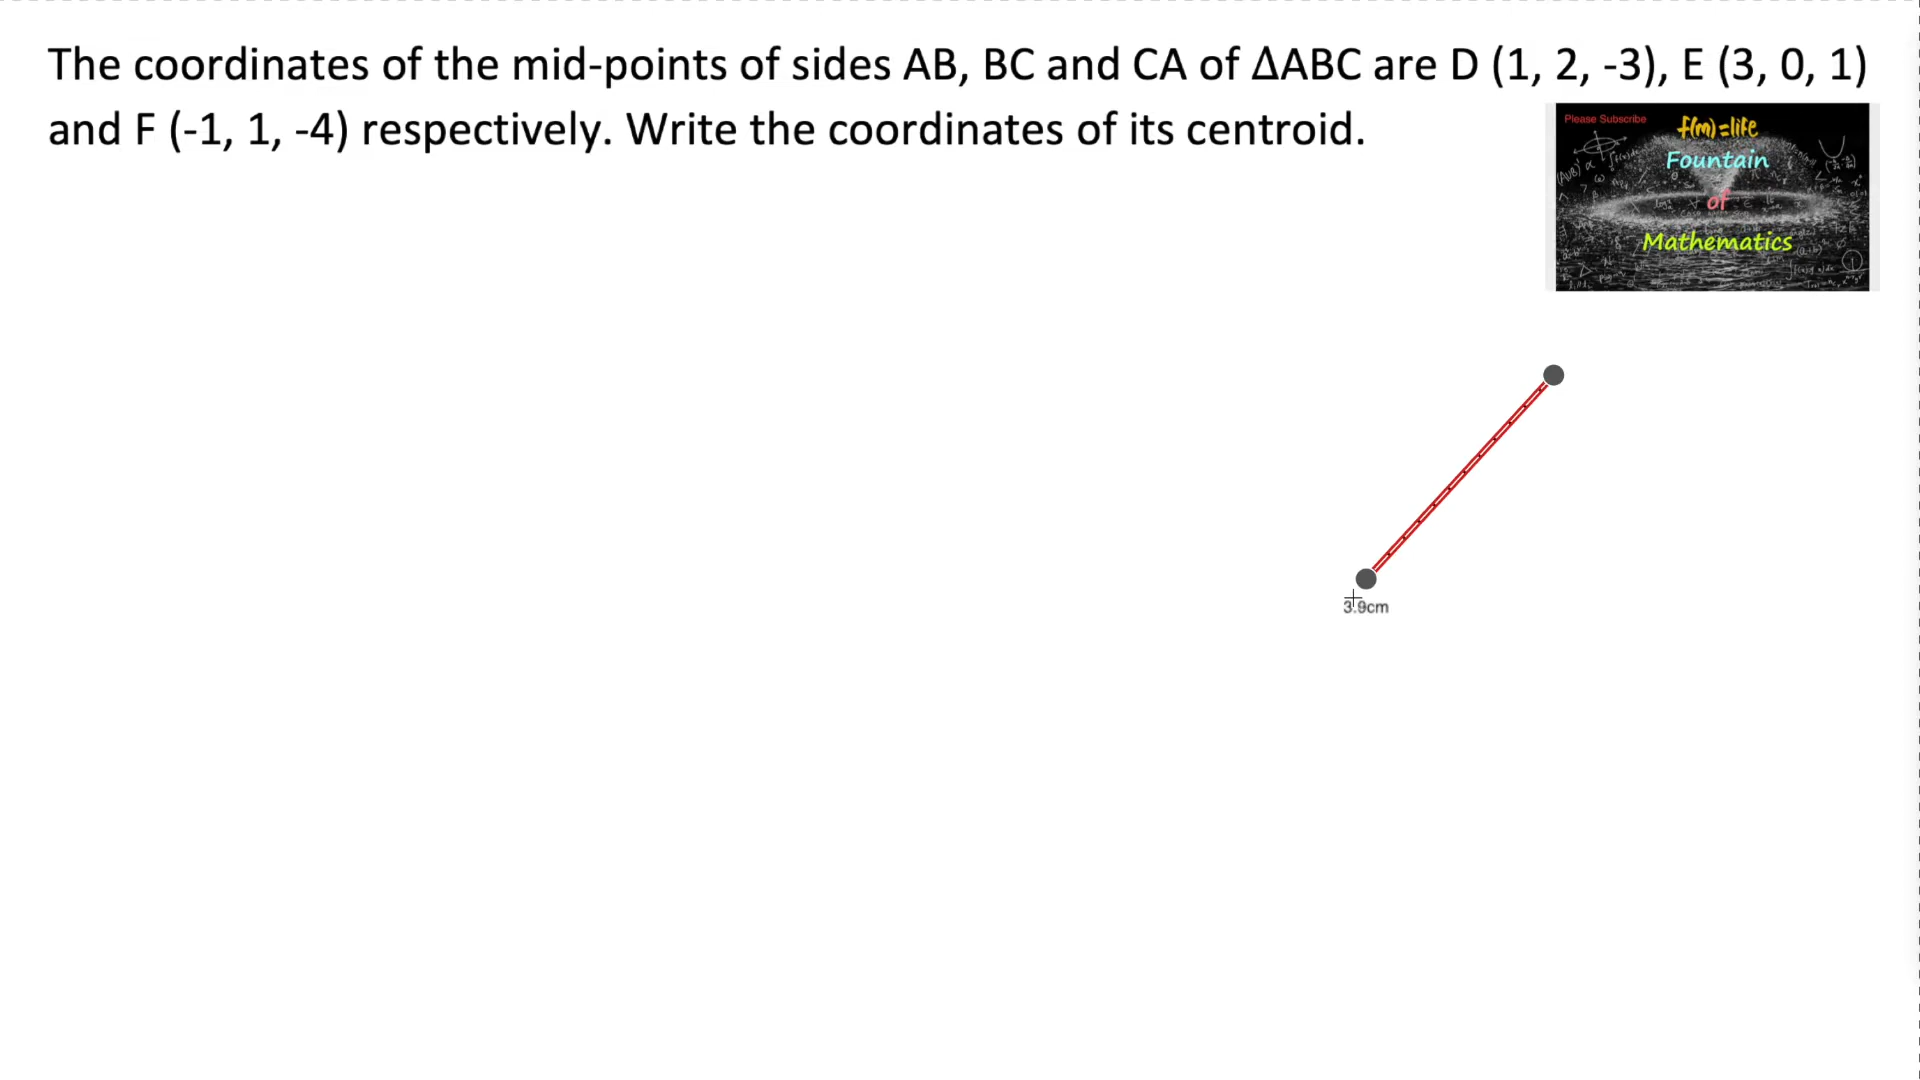 The coordinates of the mid-points of sides AB, BC and CA of ΔABC are D (1, 2, -3), E (3, 0, 1)
and F (-1, 1, -4) respectively. Write the coordinates of its centroid.
Please Subscribe
f(m)=life
Fountain
of
Mathematics
3.9cm